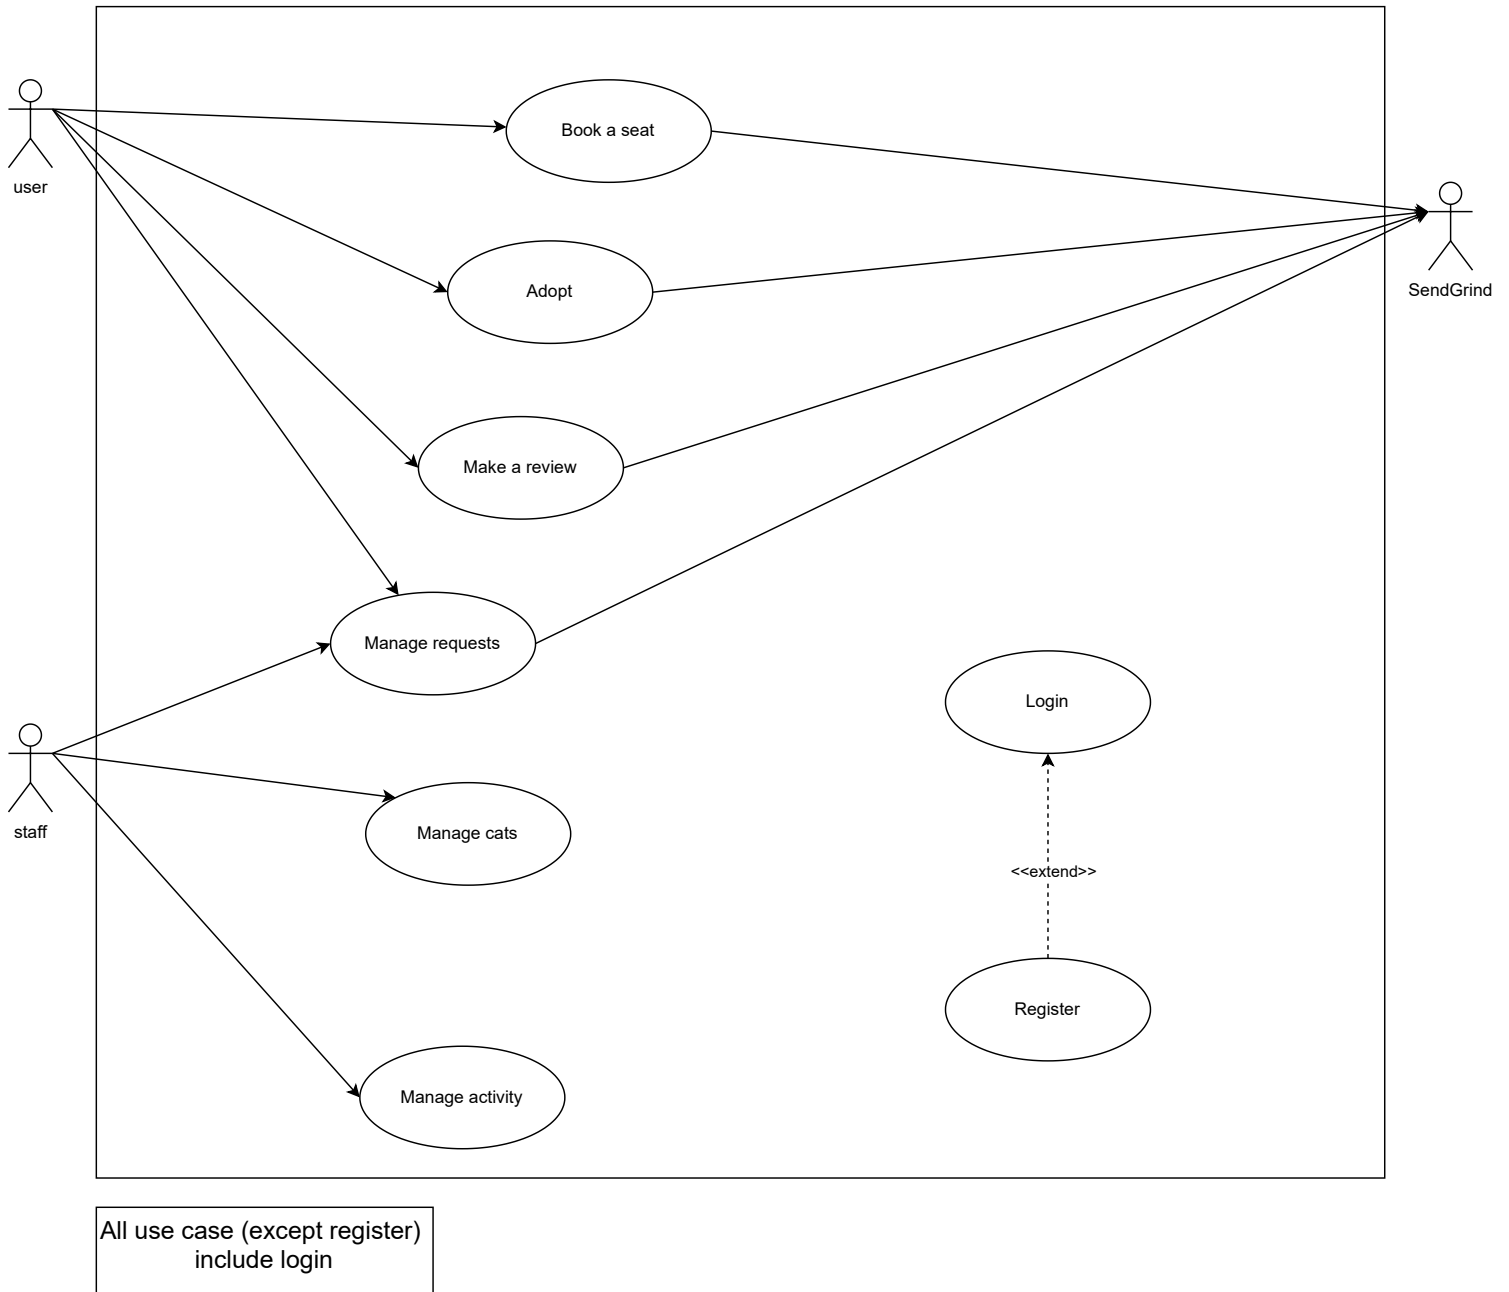 Book a seat
user
Adopt
SendGrind
Make a review
Manage requests
Login
staff
Manage cats
<<extend>>
Register
Manage activity
All use case (except register)
include login